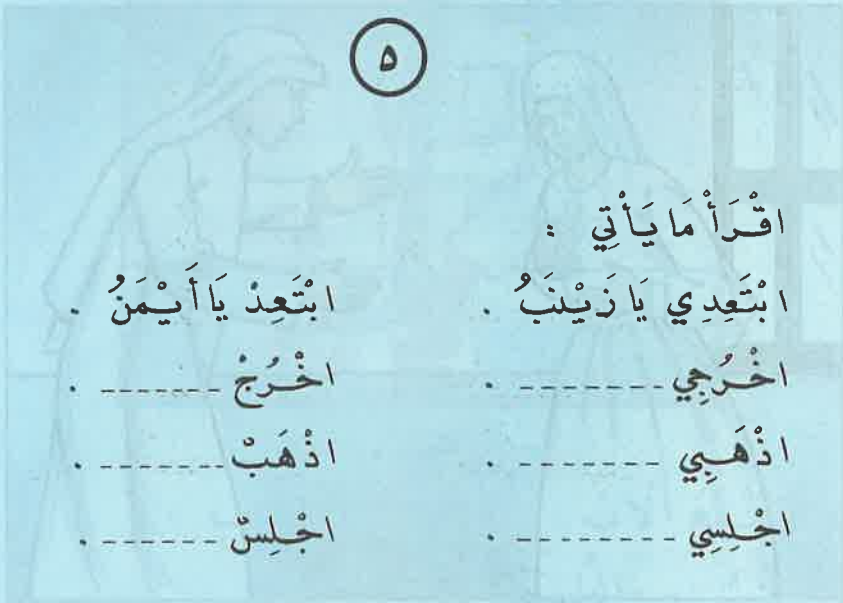 ٥
اقْرَأْ مَا يَأْتِي :
ابْتَعِدِي يَا زَيْنَبُ . ابْتَعِدْ يَا أَيْمَنُ .
اخْرُجِي ------- . اخْرُجْ ------ .
اذْهَبِي ------- . اذْهَبْ ------- .
اجْلِسِي -------- . اجْلِسْ ------ .